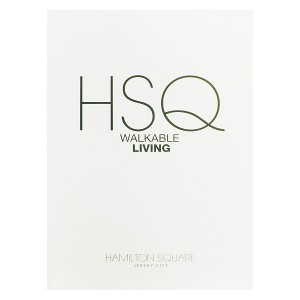 HSQ
WALKABLE
LIVING
HAMILTON SQUARE
JERSEY CITY